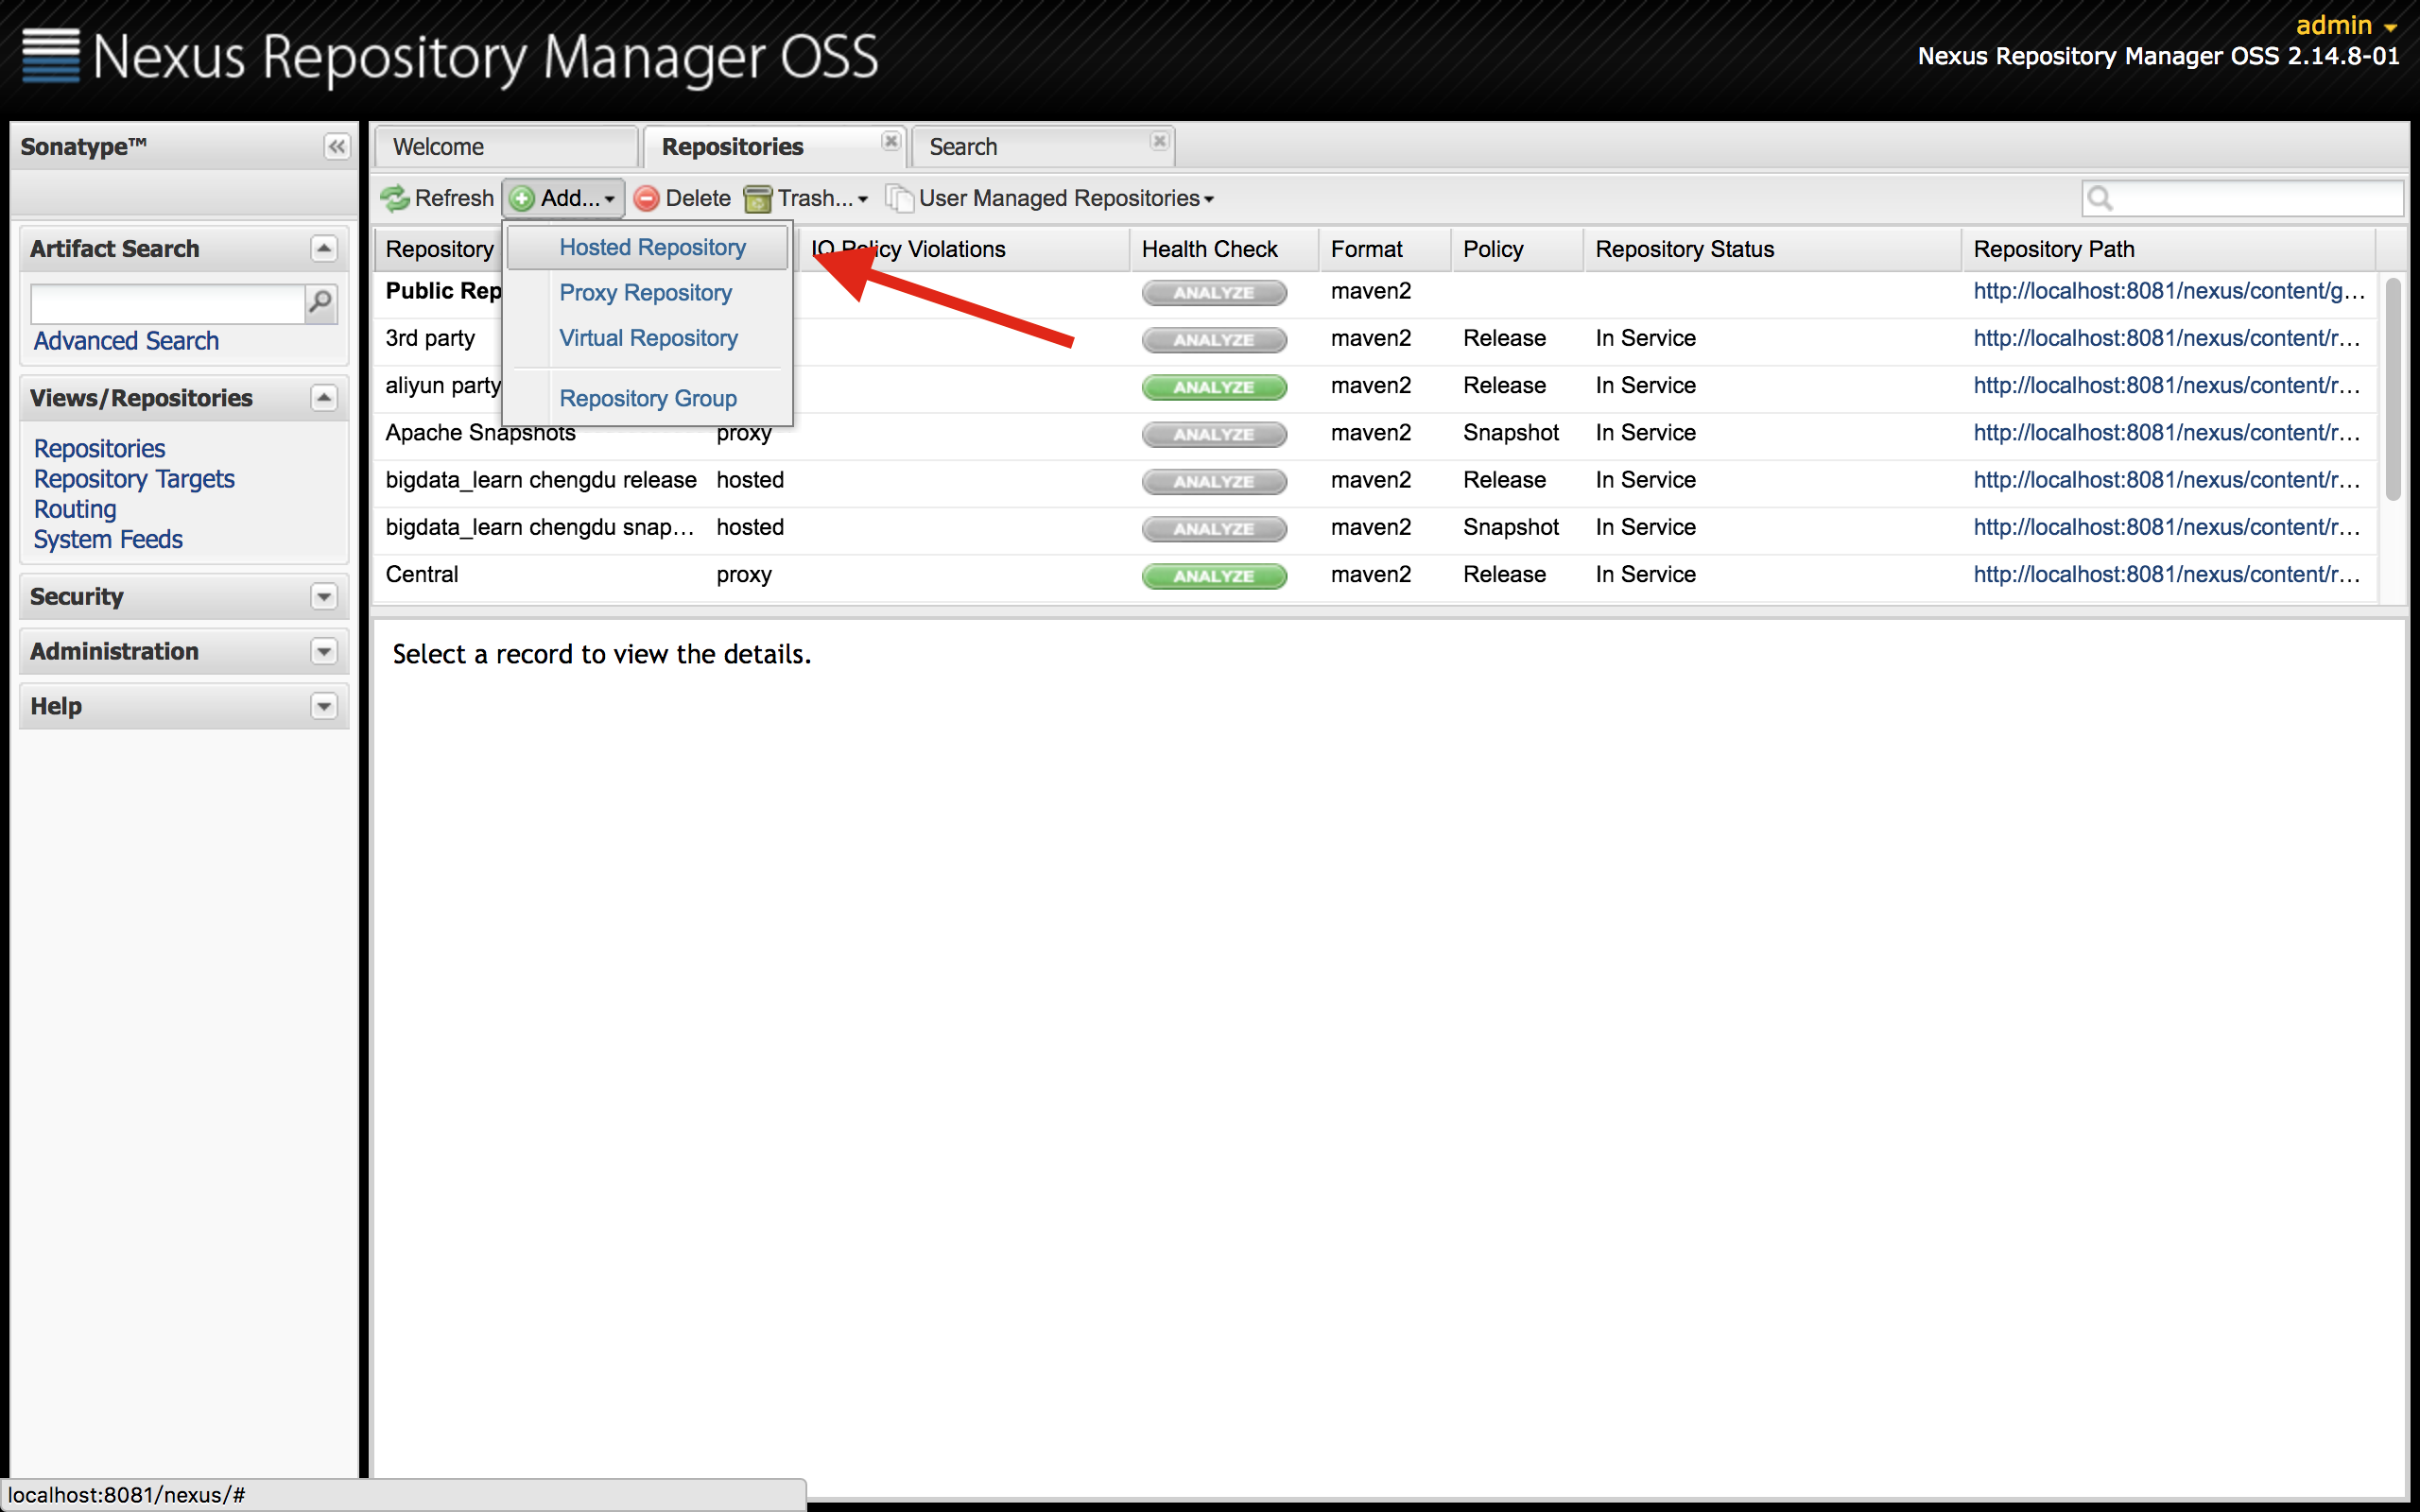 Nexus Repository Manager OSS
admin
Nexus Repository Manager OSS 2.14.8-01
Sonatype™
Artifact Search
Advanced Search
Views/Repositories
Repositories
Repository Targets
Routing
System Feeds
Security
Administration
Help
Welcome
Repositories
Search
Refresh
Add...
Delete
Trash...
User Managed Repositories
Hosted Repository
Proxy Repository
Virtual Repository
Repository Group
Repository IQ Policy Violations Health Check Format Policy Repository Status Repository Path
Public Rep ANALYZE maven2 http://localhost:8081/nexus/content/g...
3rd party ANALYZE maven2 Release In Service http://localhost:8081/nexus/content/r...
aliyun party ANALYZE maven2 Release In Service http://localhost:8081/nexus/content/r...
Apache Snapshots proxy ANALYZE maven2 Snapshot In Service http://localhost:8081/nexus/content/r...
bigdata_learn chengdu release hosted ANALYZE maven2 Release In Service http://localhost:8081/nexus/content/r...
bigdata_learn chengdu snap... hosted ANALYZE maven2 Snapshot In Service http://localhost:8081/nexus/content/r...
Central proxy ANALYZE maven2 Release In Service http://localhost:8081/nexus/content/r...
Select a record to view the details.
localhost:8081/nexus/#